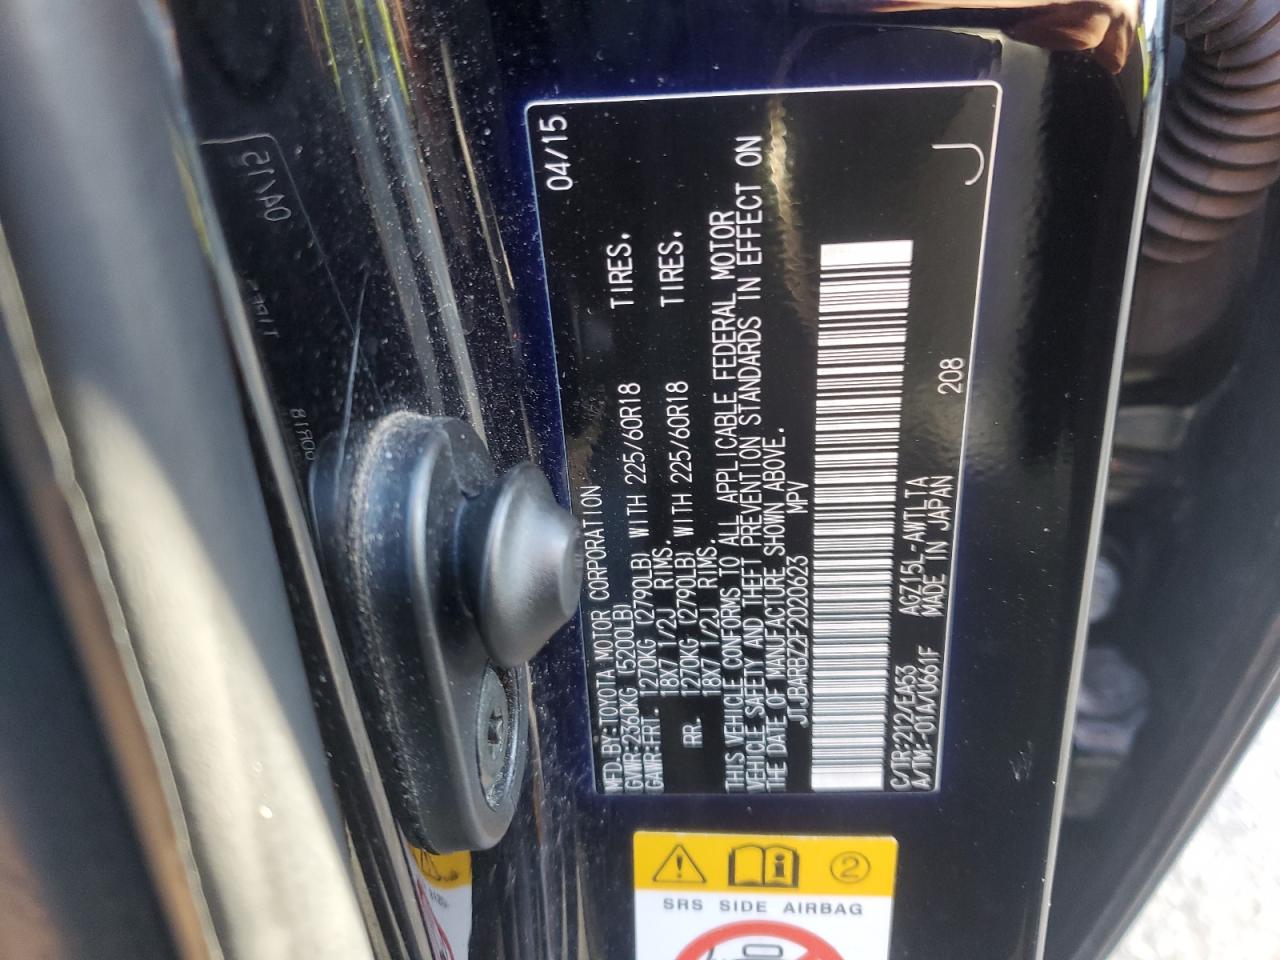 MFD.BY:TOYOTA MOTOR CORPORATION 04/15
GVWR:2360KG (5200LB)
GAWR:FRT. 1270KG (2790LB) WITH 225/60R18 TIRES,
18X7 1/2J RIMS.
RR. 1270KG (2790LB) WITH 225/60R18 TIRES,
18X7 1/2J RIMS.
THIS VEHICLE CONFORMS TO ALL APPLICABLE FEDERAL MOTOR
VEHICLE SAFETY AND THEFT PREVENTION STANDARDS IN EFFECT ON
THE DATE OF MANUFACTURE SHOWN ABOVE.
JTJBARBZ2F2020623 MPV
C/TR:212/EA53 AGZ15L-AWTLTA
A/TM:-01A/U661F MADE IN JAPAN 208 J
2
SRS SIDE AIRBAG